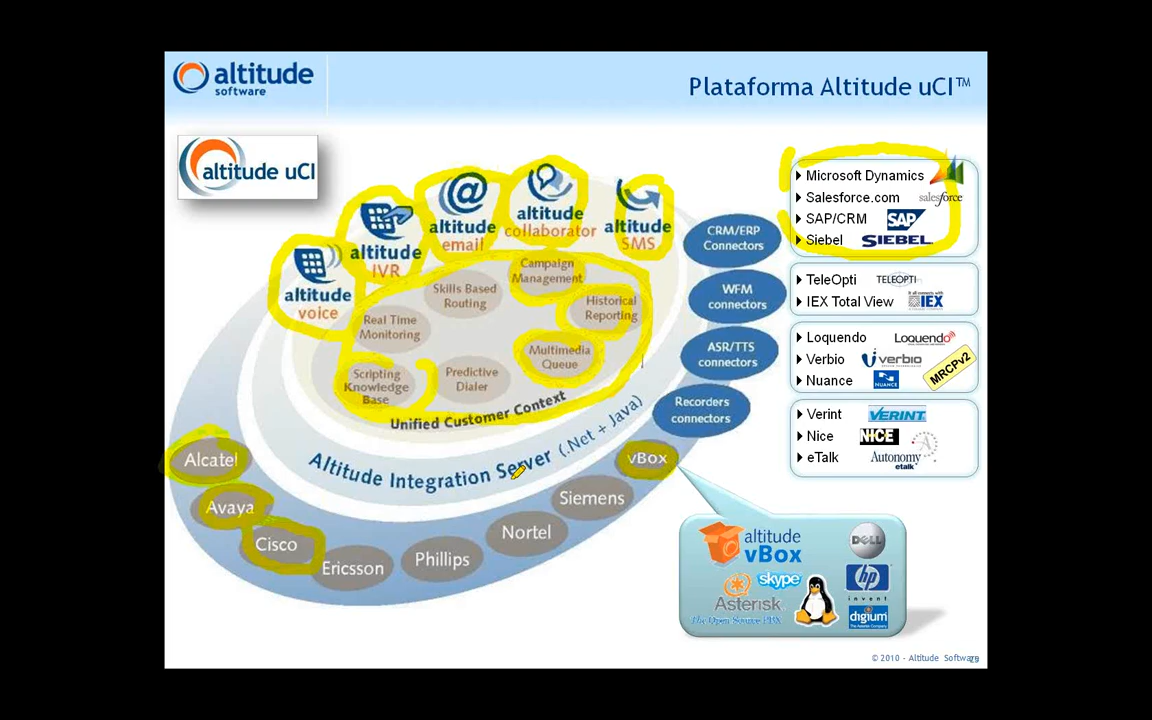 altitude
software
Plataforma Altitude uCI™
altitude uCI
altitude
voice
altitude
IVR
altitude
email
altitude
collaborator
altitude
SMS
Campaign
Management
Skills Based
Routing
Historical
Reporting
Real Time
Monitoring
Multimedia
Queue
Predictive
Dialer
Scripting
Knowledge
Base
Unified Customer Context
Altitude Integration Server (.Net + Java)
CRM/ERP
Connectors
WFM
connectors
ASR/TTS
connectors
Recorders
connectors
Microsoft Dynamics
Salesforce.com salesforce
SAP/CRM SAP
Siebel SIEBEL
TeleOpti TELEOPTI
IEX Total View IEX
Loquendo Loquendo
Verbio verbio
Nuance NUANCE
MRCPv2
Verint VERINT
Nice NICE
eTalk Autonomy
etalk
Alcatel
Avaya
Cisco
Ericsson
Phillips
Nortel
Siemens
vBox
altitude
vBox
DELL
skype
Asterisk
The Open Source PBX
hp
invent
digium
The Asterisk Company
© 2010 - Altitude Software